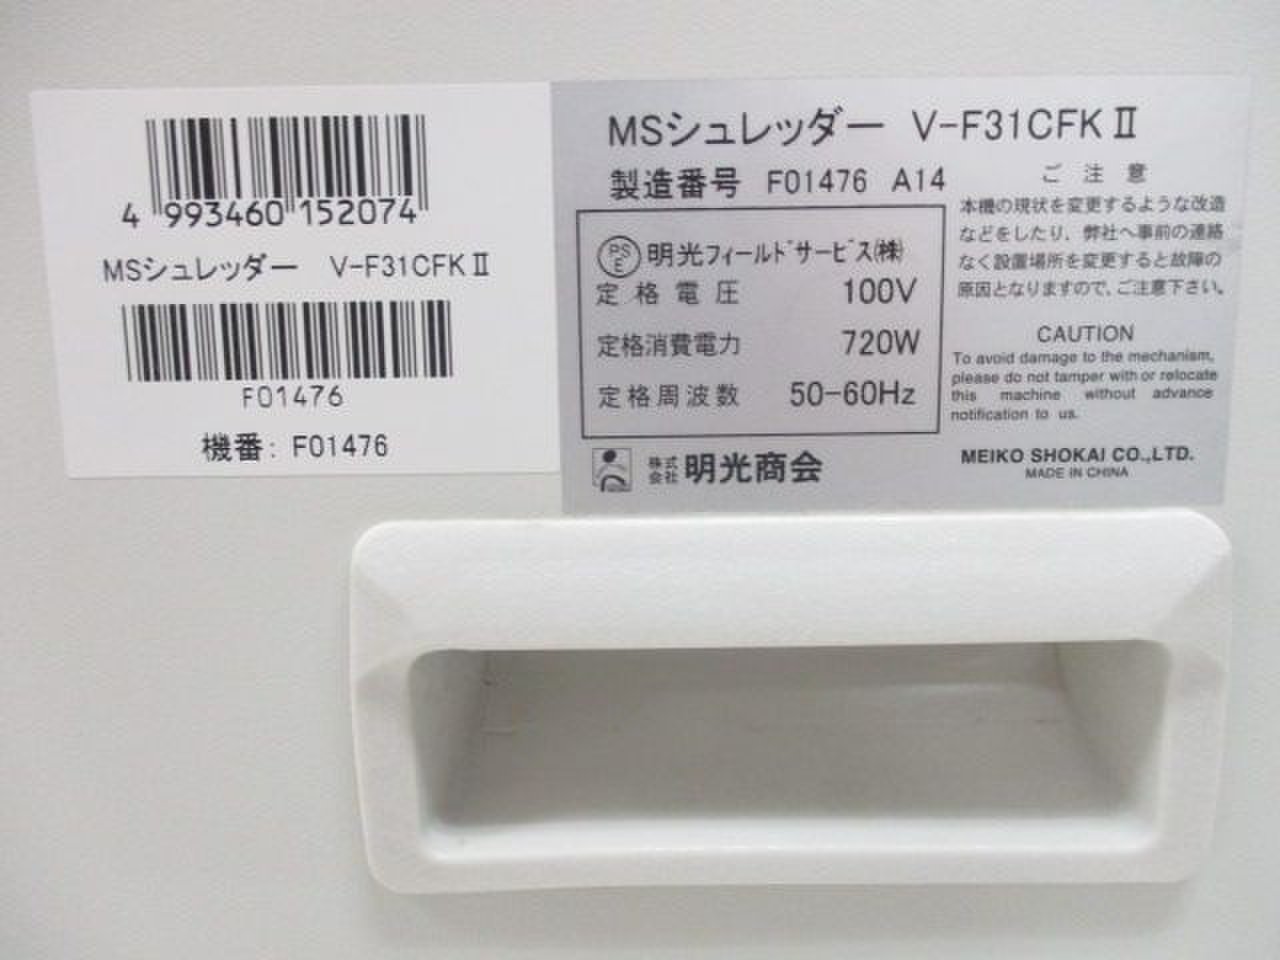 4 993460 152074
MSシュレッダー V-FF31CFKⅡ
F01476
機番: F01476
MSシュレッダー V-F31CFKⅡ
製造番号 F01476 A14
PSE 明光フィールドサービス㈱
定格電圧 100V
定格消費電力 720W
定格周波数 50-60Hz
株式会社 明光商会
ご注意
本機の現状を変更するような改造
などをしたり、弊社へ事前の連絡
なく設置場所を変更すると故障の
原因となりますので、ご注意下さい。
CAUTION
To avoid damage to the mechanism,
please do not tamper with or relocate
this machine without advance
notification to us.
MEIKO SHOKAI CO.,LTD.
MADE IN CHINA